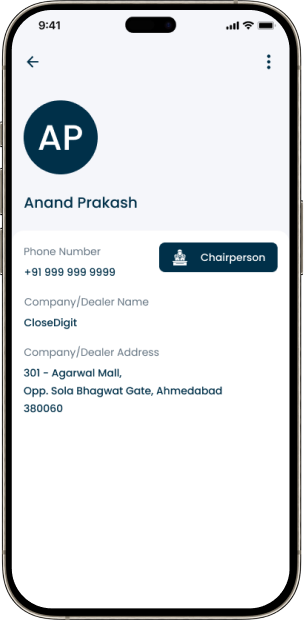 9:41
AP
Anand Prakash
Phone Number
Chairperson
+91 999 999 9999
Company/Dealer Name
CloseDigit
Company/Dealer Address
301 - Agarwal Mall,
Opp. Sola Bhagwat Gate, Ahmedabad
380060